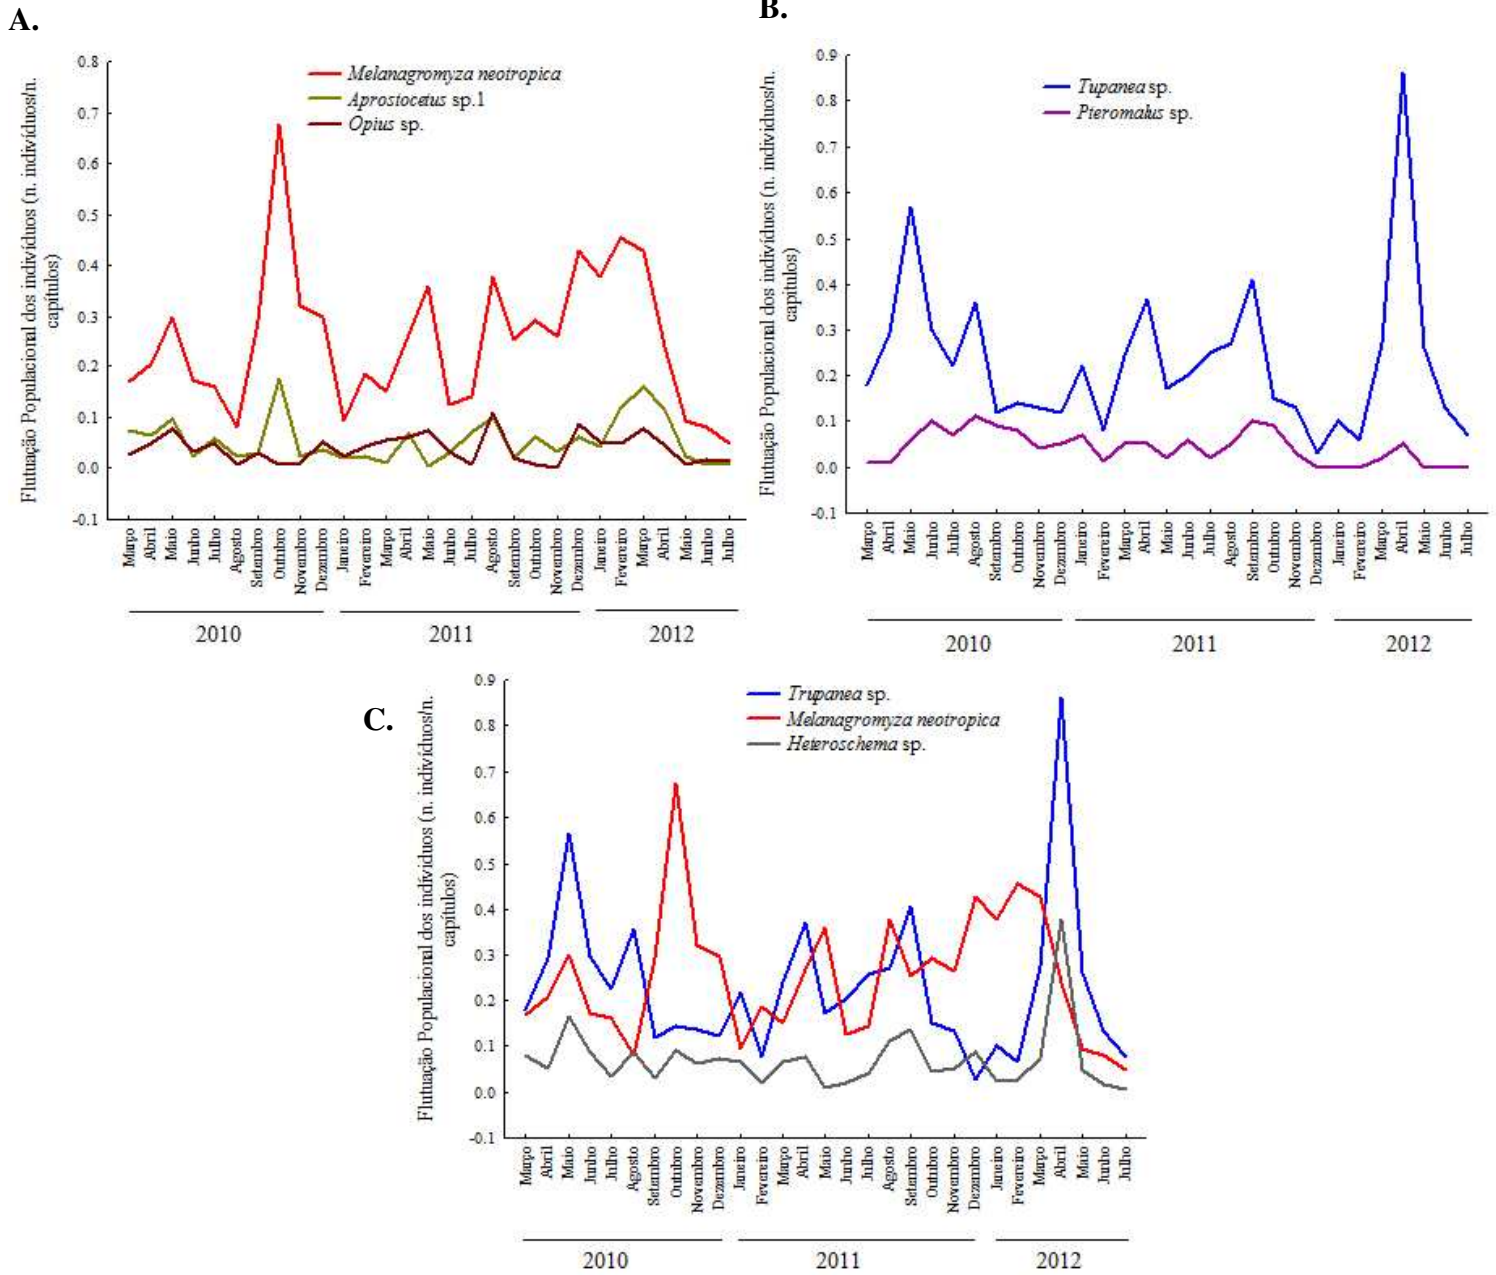 A.
B.
Flutuação Populacional dos indivíduos (n. indivíduos/n.
capítulos)
0.8
0.7
0.6
0.5
0.4
0.3
0.2
0.1
0.0
-0.1
Melanagromyza neotropica
Aprostocetus sp.1
Opius sp.
Março
Abril
Maio
Junho
Julho
Agosto
Setembro
Outubro
Novembro
Dezembro
Janeiro
Fevereiro
Março
Abril
Maio
Junho
Julho
Agosto
Setembro
Outubro
Novembro
Dezembro
Janeiro
Fevereiro
Março
Abril
Maio
Junho
Julho
2010
2011
2012
Flutuação Populacional dos indivíduos (n. indivíduos/n.
capítulos)
0.9
0.8
0.7
0.6
0.5
0.4
0.3
0.2
0.1
0.0
-0.1
Tupanea sp.
Pteromalus sp.
Março
Abril
Maio
Junho
Julho
Agosto
Setembro
Outubro
Novembro
Dezembro
Janeiro
Fevereiro
Março
Abril
Maio
Junho
Julho
Agosto
Setembro
Outubro
Novembro
Dezembro
Janeiro
Fevereiro
Março
Abril
Maio
Junho
Julho
2010
2011
2012
C.
Flutuação Populacional dos indivíduos (n. indivíduos/n.
capítulos)
0.9
0.8
0.7
0.6
0.5
0.4
0.3
0.2
0.1
0.0
-0.1
Trupanea sp.
Melanagromyza neotropica
Heteroschema sp.
Março
Abril
Maio
Junho
Julho
Agosto
Setembro
Outubro
Novembro
Dezembro
Janeiro
Fevereiro
Março
Abril
Maio
Junho
Julho
Agosto
Setembro
Outubro
Novembro
Dezembro
Janeiro
Fevereiro
Março
Abril
Maio
Junho
Julho
2010
2011
2012